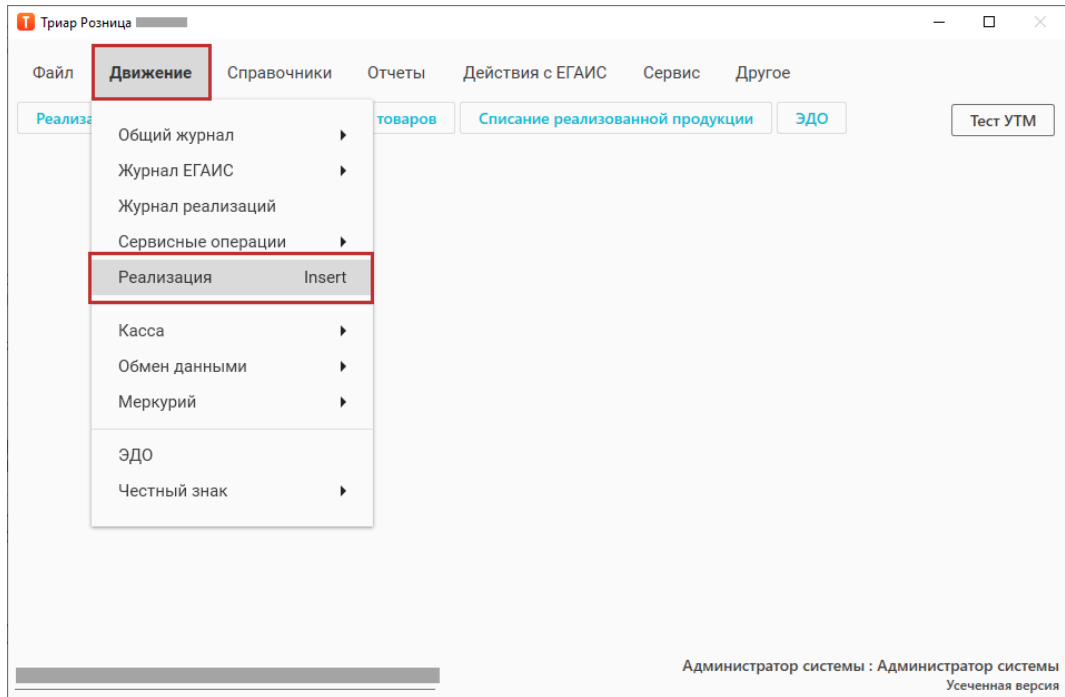 Триар Розница
Файл Движение Справочники Отчеты Действия с ЕГАИС Сервис Другое
товаров Списание реализованной продукции ЭДО Тест УТМ
Общий журнал
Журнал ЕГАИС
Журнал реализаций
Сервисные операции
Реализация Insert
Касса
Обмен данными
Меркурий
ЭДО
Честный знак
Администратор системы : Администратор системы
Усеченная версия